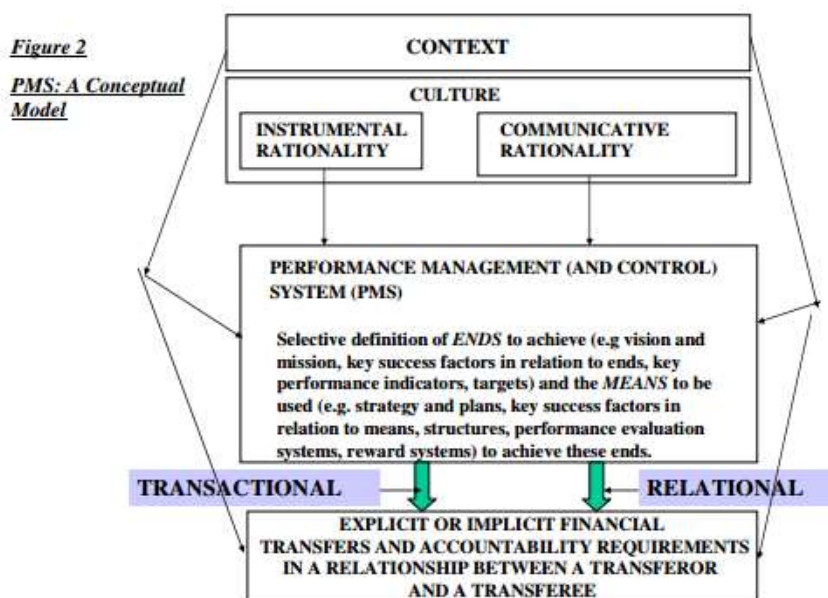 Figure 2
PMS: A Conceptual
Model
CONTEXT
CULTURE
INSTRUMENTAL
RATIONALITY
COMMUNICATIVE
RATIONALITY
PERFORMANCE MANAGEMENT (AND CONTROL)
SYSTEM (PMS)
Selective definition of ENDS to achieve (e.g vision and
mission, key success factors in relation to ends, key
performance indicators, targets) and the MEANS to be
used (e.g. strategy and plans, key success factors in
relation to means, structures, performance evaluation
systems, reward systems) to achieve these ends.
TRANSACTIONAL
RELATIONAL
EXPLICIT OR IMPLICIT FINANCIAL
TRANSFERS AND ACCOUNTABILITY REQUIREMENTS
IN A RELATIONSHIP BETWEEN A TRANSFEROR
AND A TRANSFEREE